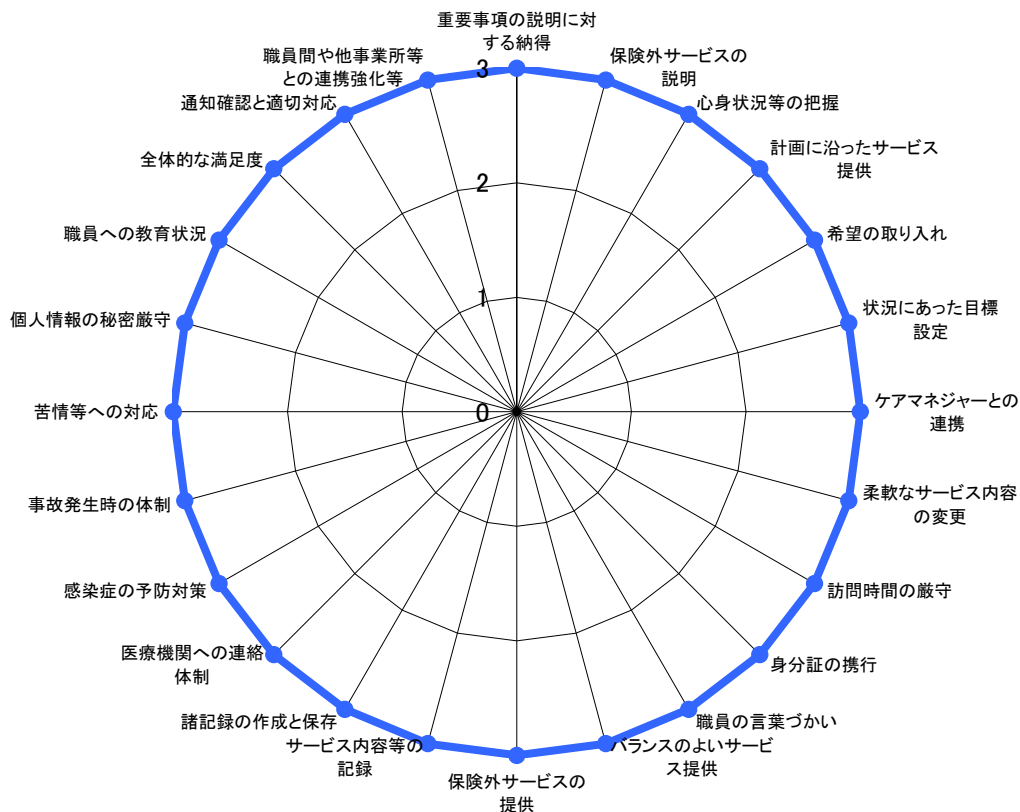 重要事項の説明に対
する納得
保険外サービスの
説明
心身状況等の把握
計画に沿ったサービス
提供
希望の取り入れ
状況にあった目標
設定
ケアマネジャーとの
連携
柔軟なサービス内容
の変更
訪問時間の厳守
身分証の携行
職員の言葉づかい
バランスのよいサービ
ス提供
保険外サービスの
提供
サービス内容等の
記録
諸記録の作成と保存
医療機関への連絡
体制
感染症の予防対策
事故発生時の体制
苦情等への対応
個人情報の秘密厳守
職員への教育状況
全体的な満足度
通知確認と適切対応
職員間や他事業所等
との連携強化等
3
2
1
0